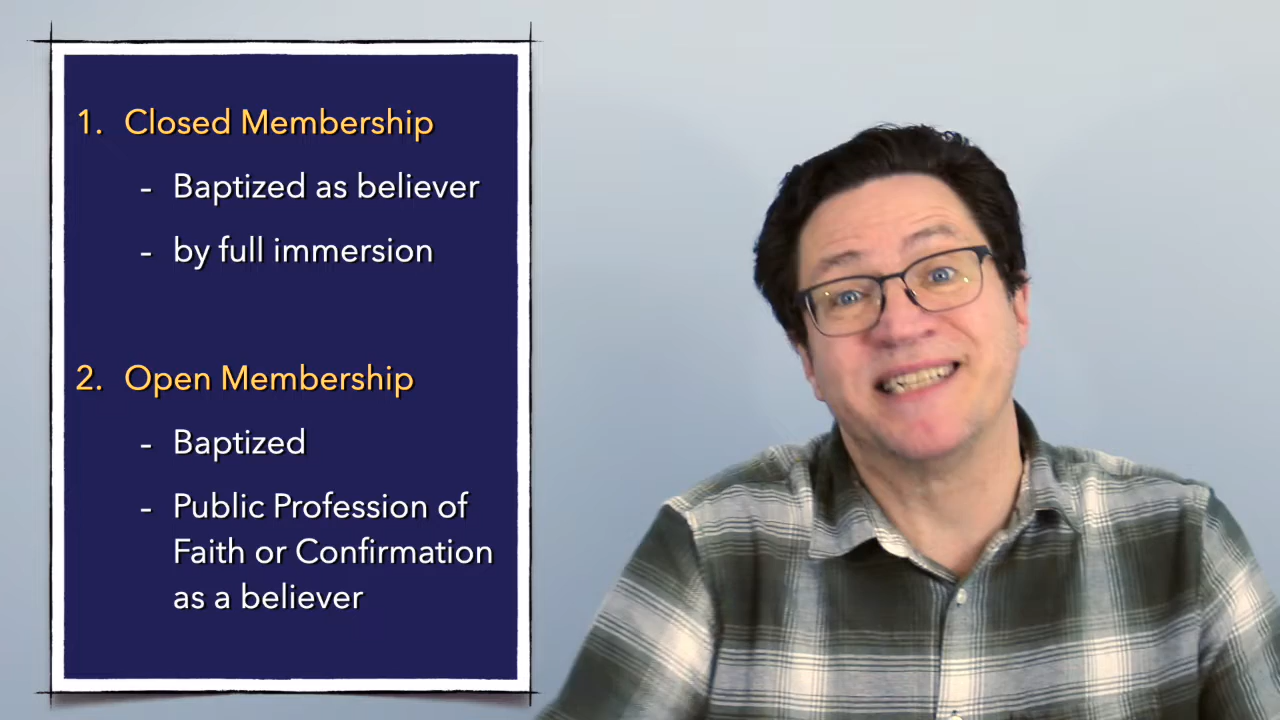 1. Closed Membership
- Baptized as believer
- by full immersion
2. Open Membership
- Baptized
- Public Profession of
Faith or Confirmation
as a believer